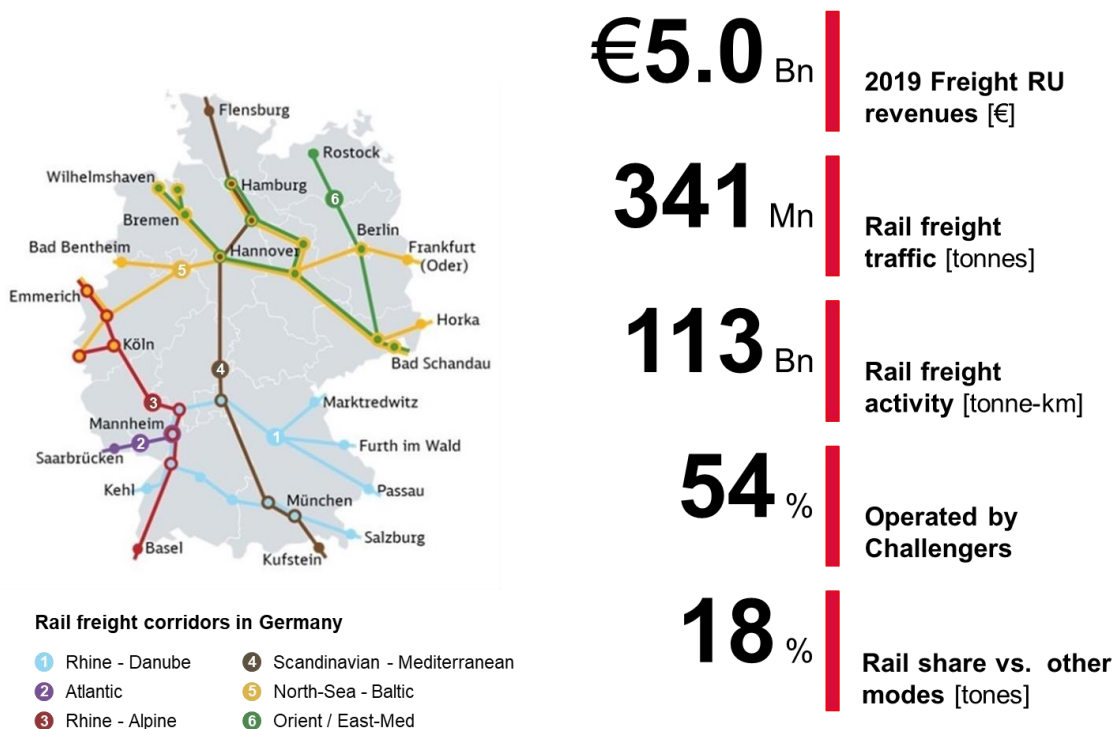 Flensburg
Rostock
Wilhelmshaven
Hamburg
6
Bremen
Berlin
Bad Bentheim
Hannover
Frankfurt
(Oder)
5
Emmerich
Horka
Köln
Bad Schandau
4
Marktredwitz
3
Mannheim
1
2
Furth im Wald
Saarbrücken
Kehl
Passau
München
Salzburg
Basel
Kufstein
Rail freight corridors in Germany
1 Rhine - Danube
2 Atlantic
3 Rhine - Alpine
4 Scandinavian - Mediterranean
5 North-Sea - Baltic
6 Orient / East-Med
€5.0 Bn
2019 Freight RU
revenues [€]
341 Mn
Rail freight
traffic [tonnes]
113 Bn
Rail freight
activity [tonne-km]
54 %
Operated by
Challengers
18 %
Rail share vs. other
modes [tones]